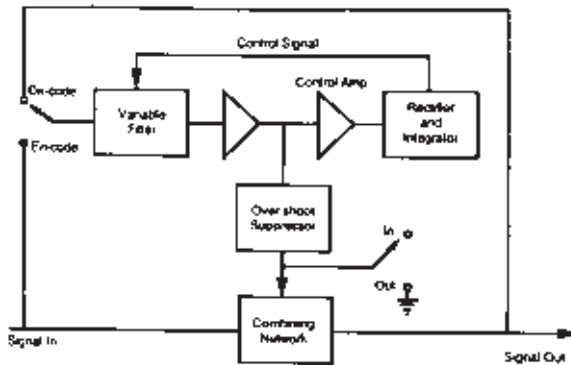 Control Signal
Control Amp
De-code
En-code
Variable
Filter
Rectifier
and
Integrator
Over shoot
Suppressor
In
Out
Combining
Network
Signal In
Signal Out